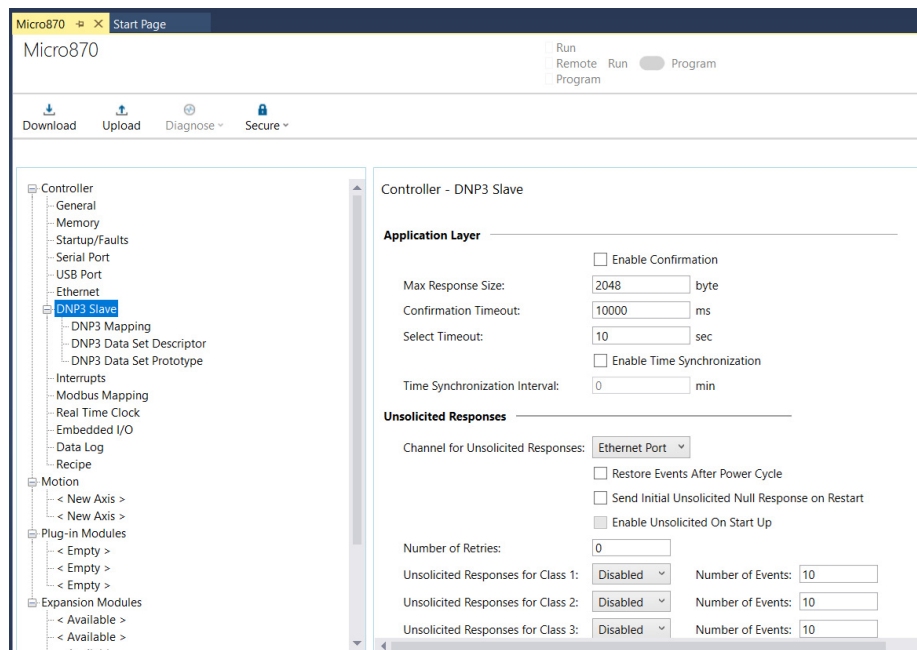 Micro870
Start Page
Micro870
Run
Remote Run Program
Program
Download Upload Diagnose Secure
Controller
General
Memory
Startup/Faults
Serial Port
USB Port
Ethernet
DNP3 Slave
DNP3 Mapping
DNP3 Data Set Descriptor
DNP3 Data Set Prototype
Interrupts
Modbus Mapping
Real Time Clock
Embedded I/O
Data Log
Recipe
Motion
< New Axis >
< New Axis >
Plug-in Modules
< Empty >
< Empty >
< Empty >
Expansion Modules
< Available >
< Available >
Controller - DNP3 Slave
Application Layer
Enable Confirmation
Max Response Size: 2048 byte
Confirmation Timeout: 10000 ms
Select Timeout: 10 sec
Enable Time Synchronization
Time Synchronization Interval: 0 min
Unsolicited Responses
Channel for Unsolicited Responses: Ethernet Port
Restore Events After Power Cycle
Send Initial Unsolicited Null Response on Restart
Enable Unsolicited On Start Up
Number of Retries: 0
Unsolicited Responses for Class 1: Disabled Number of Events: 10
Unsolicited Responses for Class 2: Disabled Number of Events: 10
Unsolicited Responses for Class 3: Disabled Number of Events: 10